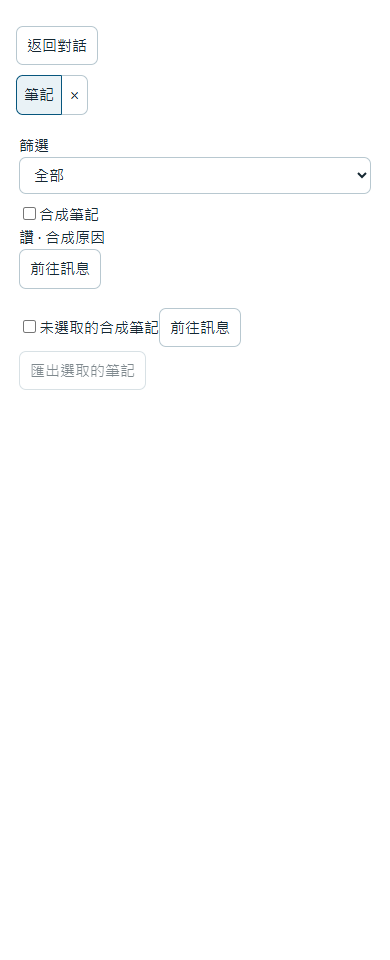 返回對話
筆記 ×
篩選
全部
合成筆記
讚 · 合成原因
前往訊息
未選取的合成筆記 前往訊息
匯出選取的筆記